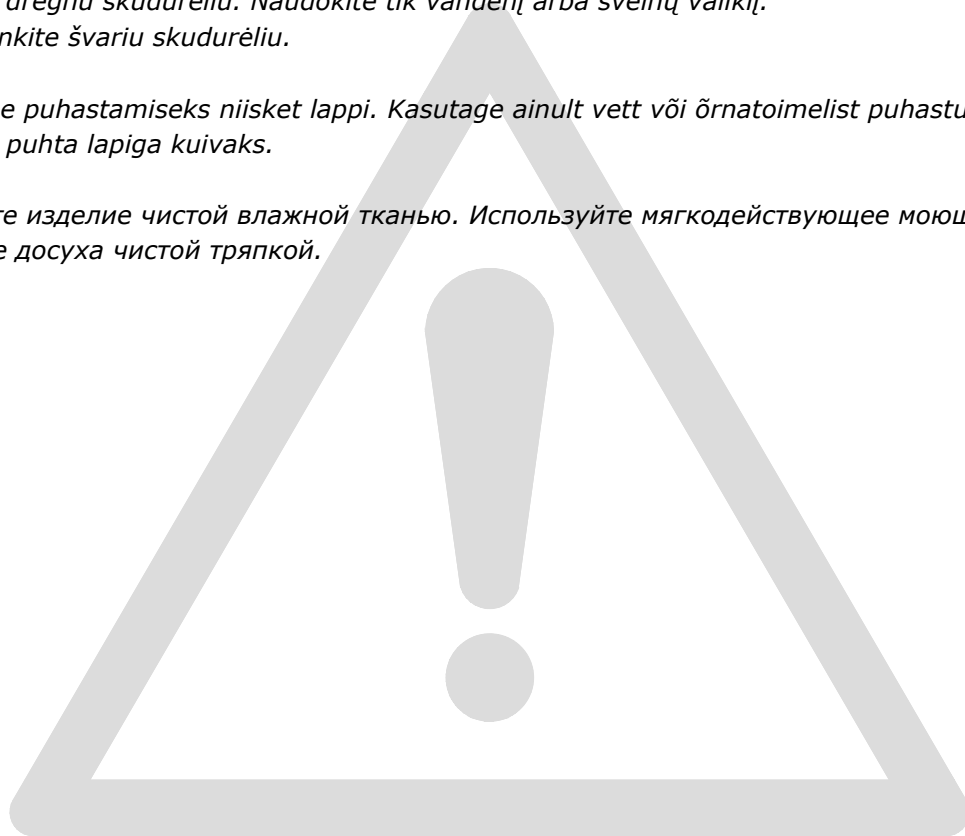 drėgnu skudurėliu. Naudokite tik vandenį arba švelnų valiklį.
nkite švariu skudurėliu.
e puhastamiseks niisket lappi. Kasutage ainult vett või õrnatoimelist puhastu
puhta lapiga kuivaks.
те изделие чистой влажной тканью. Используйте мягкодействующее моющ
е досуха чистой тряпкой.